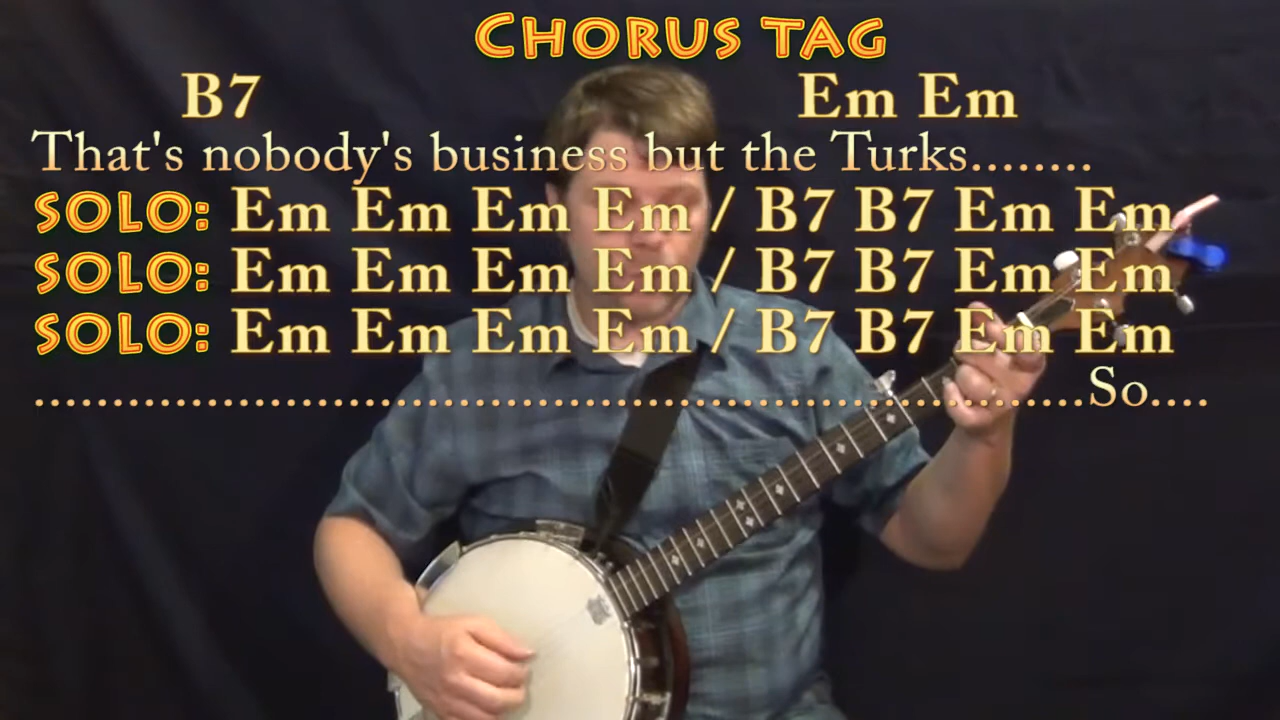 CHORUS TAG
B7 Em Em
That's nobody's business but the Turks........
SOLO: Em Em Em Em / B7 B7 Em Em
SOLO: Em Em Em Em / B7 B7 Em Em
SOLO: Em Em Em Em / B7 B7 Em Em
................................................................................So....